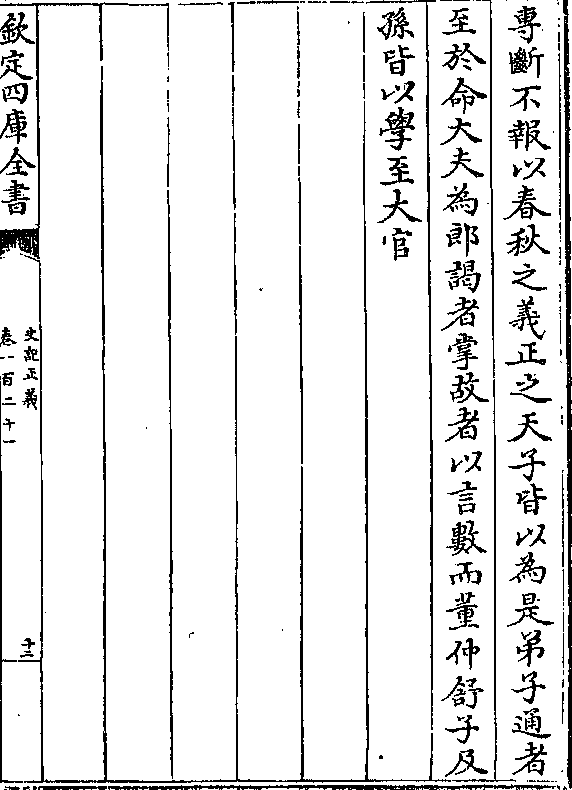 專斷不報以春秋之義正之天子皆以為是弟子通者
至於命大夫為郎謁者掌故者以言數而董仲舒子及
孫皆以學至大官
欽定四庫全書
史記正義
卷一百二十一
十二